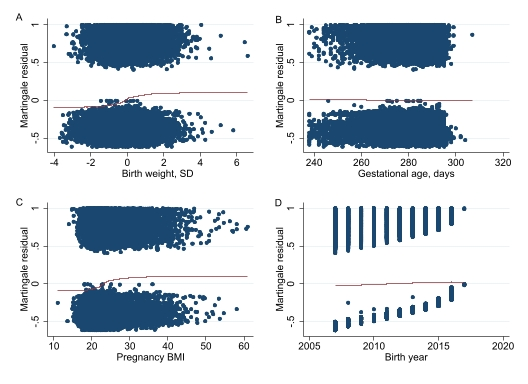 A
Martingale residual
1
.5
0
-.5
-4 -2 0 2 4 6
Birth weight, SD
B
Martingale residual
1
.5
0
-.5
240 260 280 300 320
Gestational age, days
C
Martingale residual
1
.5
0
-.5
10 20 30 40 50 60
Pregnancy BMI
D
Martingale residual
1
.5
0
-.5
2005 2010 2015 2020
Birth year